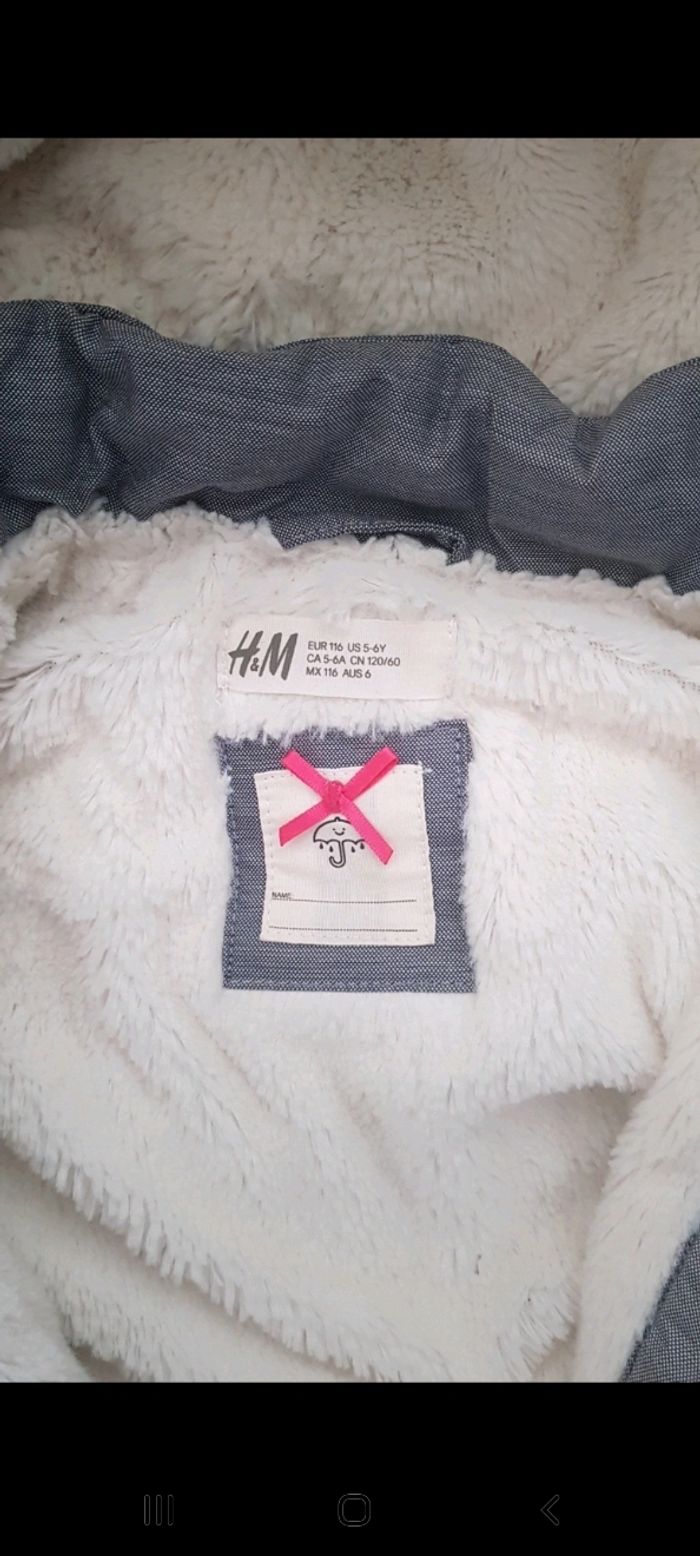 H&M
EUR 116 US 5-6Y
CA 5-6A CN 120/60
MX 116 AUS 6
NAME